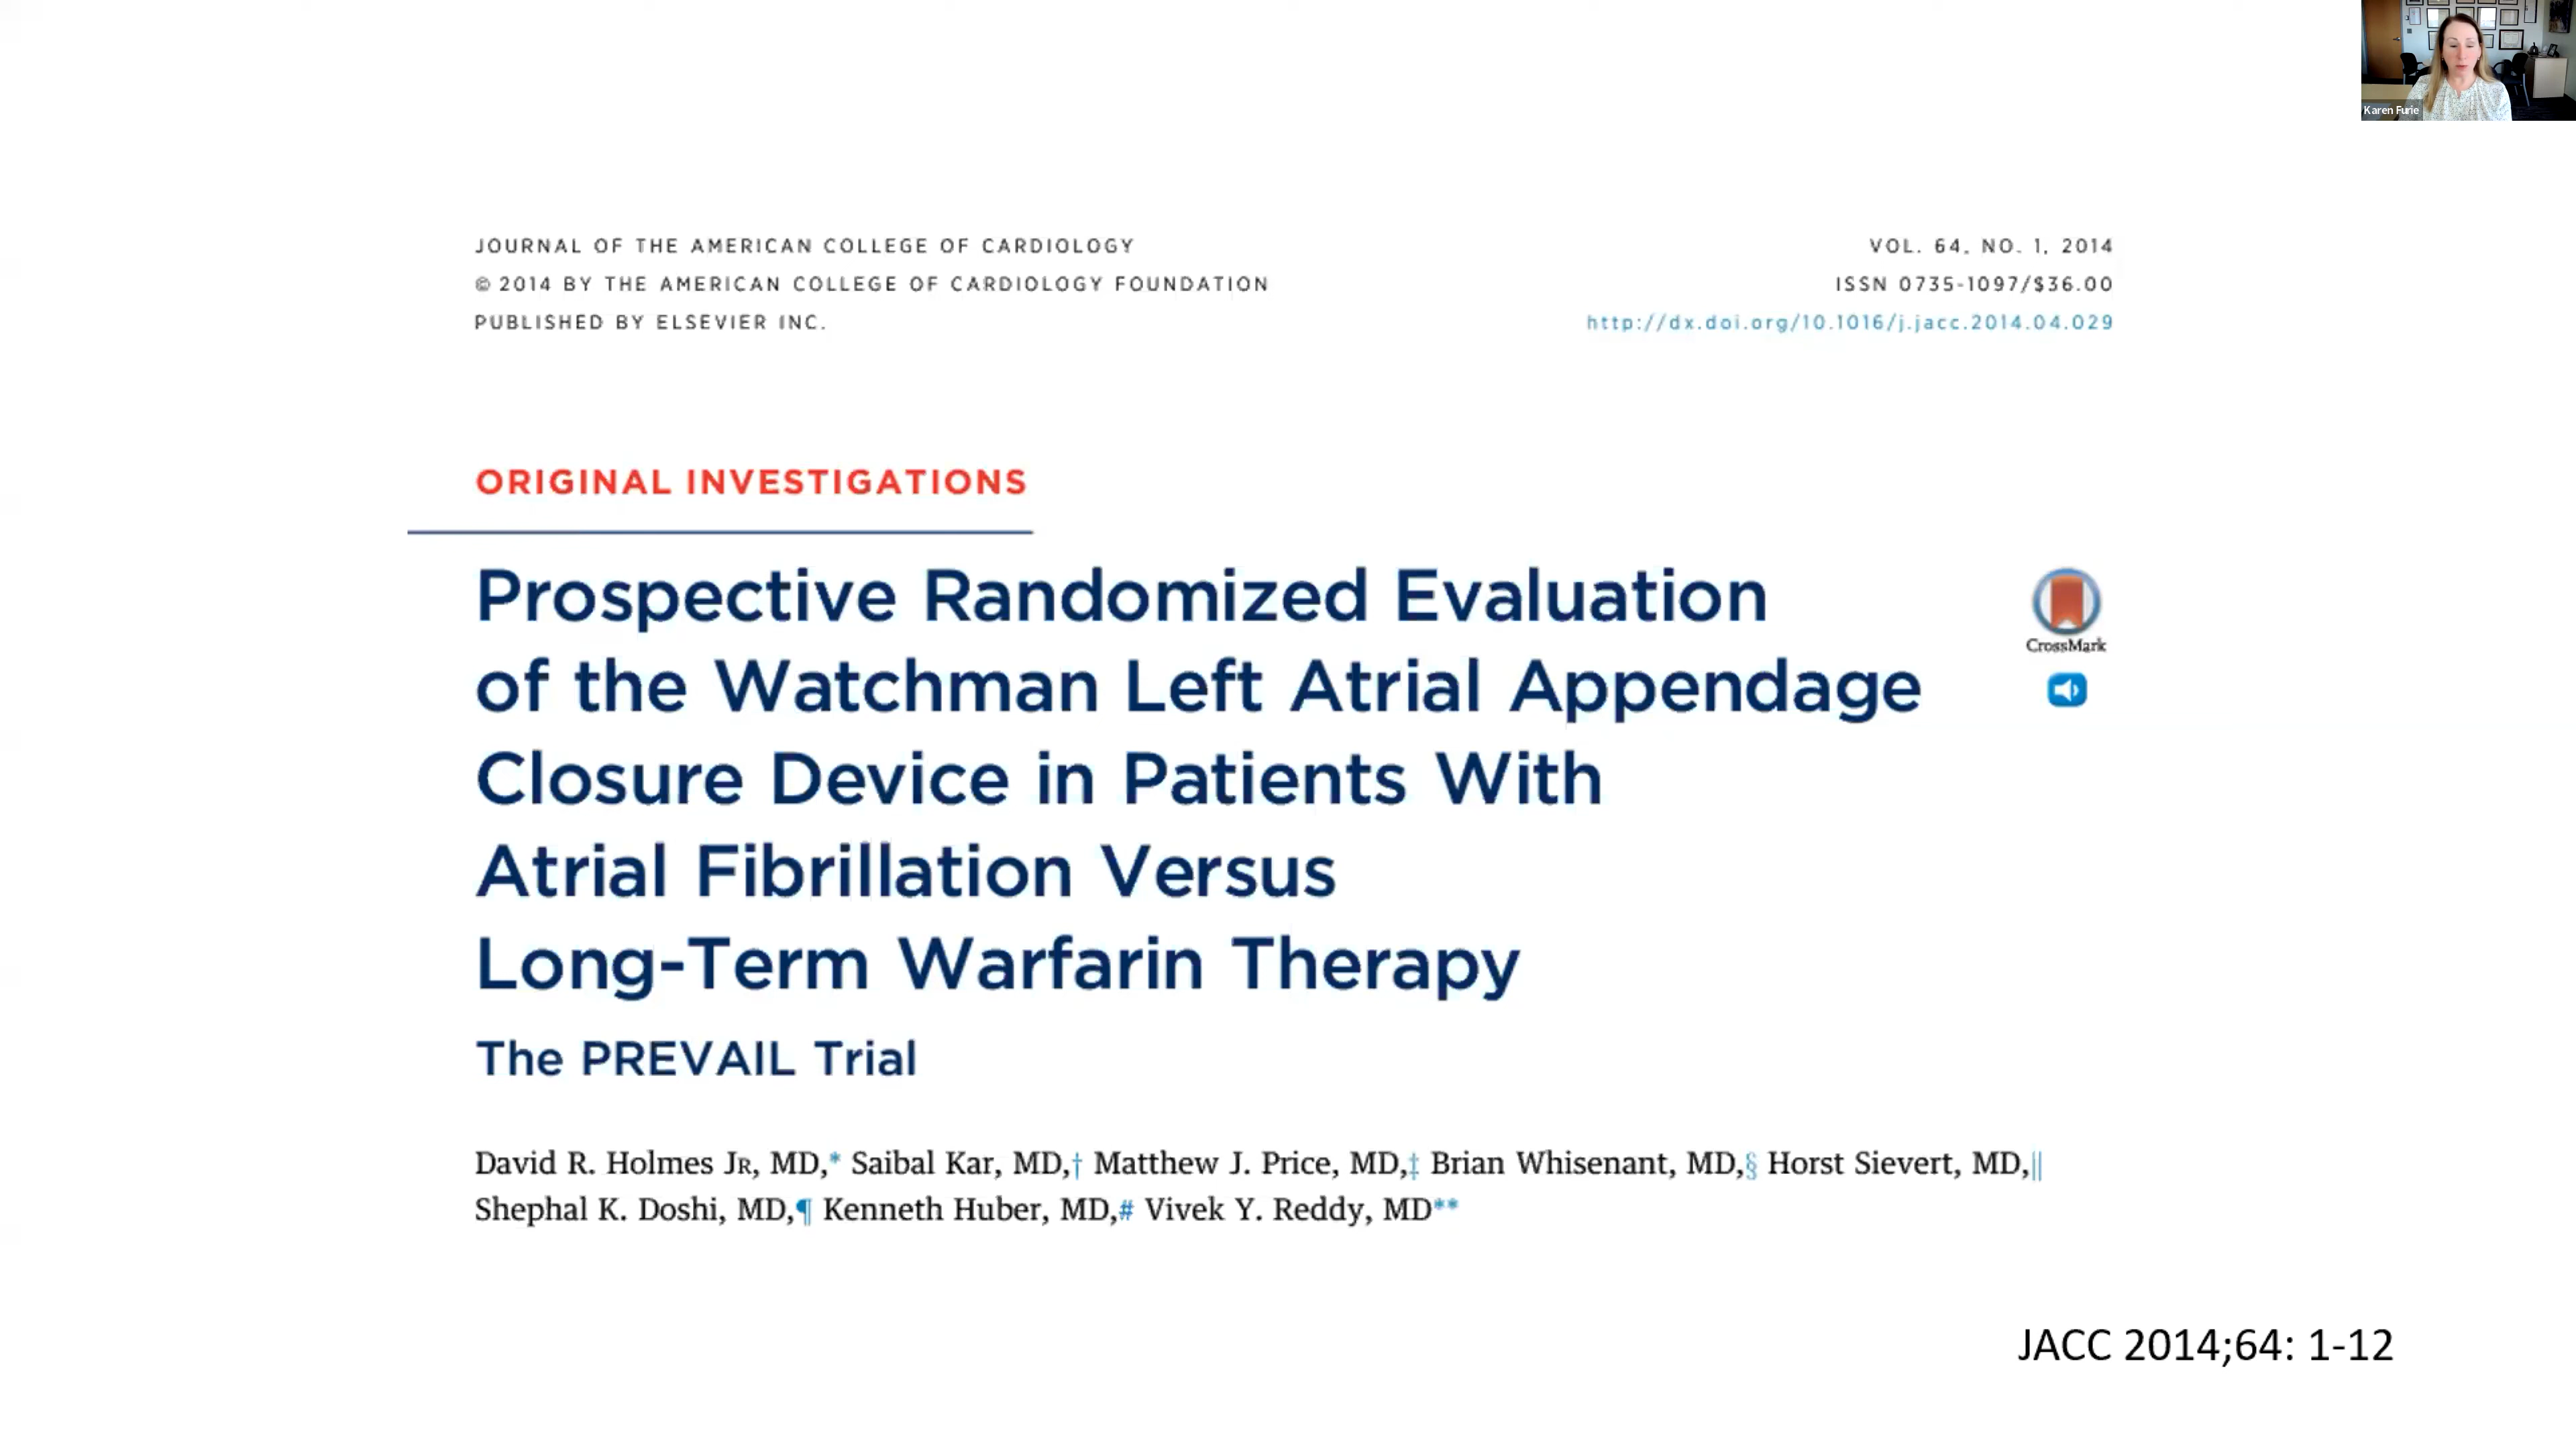 Karen Furie
JOURNAL OF THE AMERICAN COLLEGE OF CARDIOLOGY
© 2014 BY THE AMERICAN COLLEGE OF CARDIOLOGY FOUNDATION
PUBLISHED BY ELSEVIER INC.
VOL. 64, NO. 1, 2014
ISSN 0735-1097/$36.00
http://dx.doi.org/10.1016/j.jacc.2014.04.029
ORIGINAL INVESTIGATIONS
Prospective Randomized Evaluation
of the Watchman Left Atrial Appendage
Closure Device in Patients With
Atrial Fibrillation Versus
Long-Term Warfarin Therapy
CrossMark
The PREVAIL Trial
David R. Holmes JR, MD,* Saibal Kar, MD,† Matthew J. Price, MD,‡ Brian Whisenant, MD,§ Horst Sievert, MD,||
Shephal K. Doshi, MD,¶ Kenneth Huber, MD,# Vivek Y. Reddy, MD**
JACC 2014;64: 1-12